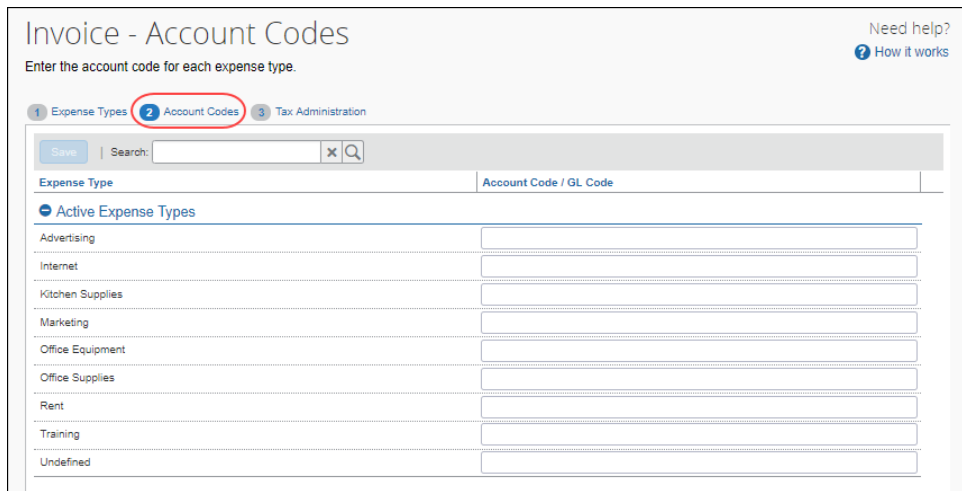 Invoice - Account Codes
Need help?
? How it works
Enter the account code for each expense type.
1 Expense Types 2 Account Codes 3 Tax Administration
Save | Search:
Expense Type Account Code / GL Code
Active Expense Types
Advertising
Internet
Kitchen Supplies
Marketing
Office Equipment
Office Supplies
Rent
Training
Undefined